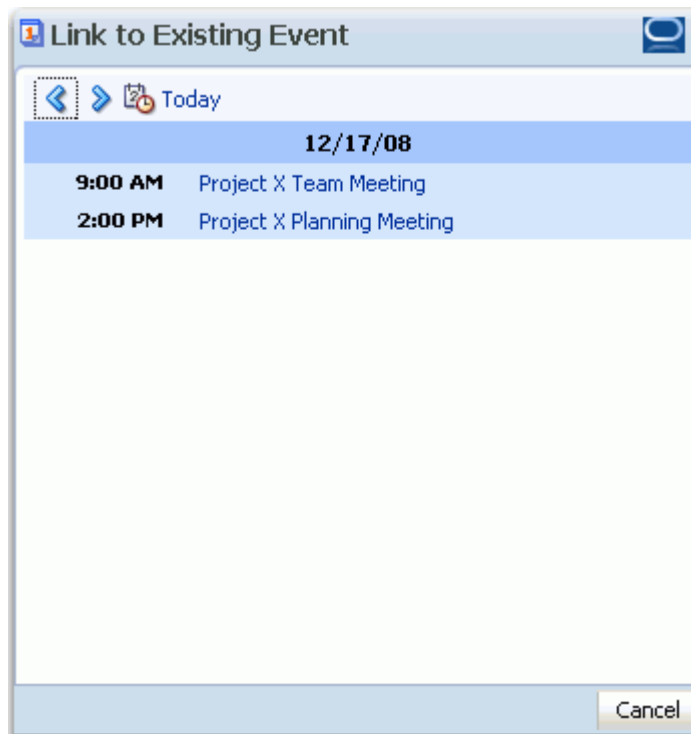 Link to Existing Event
Today
12/17/08
9:00 AM Project X Team Meeting
2:00 PM Project X Planning Meeting
Cancel